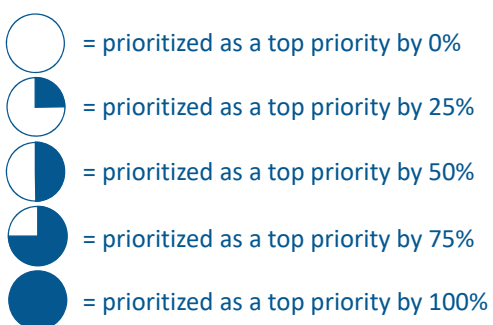 = prioritized as a top priority by 0%
= prioritized as a top priority by 25%
= prioritized as a top priority by 50%
= prioritized as a top priority by 75%
= prioritized as a top priority by 100%